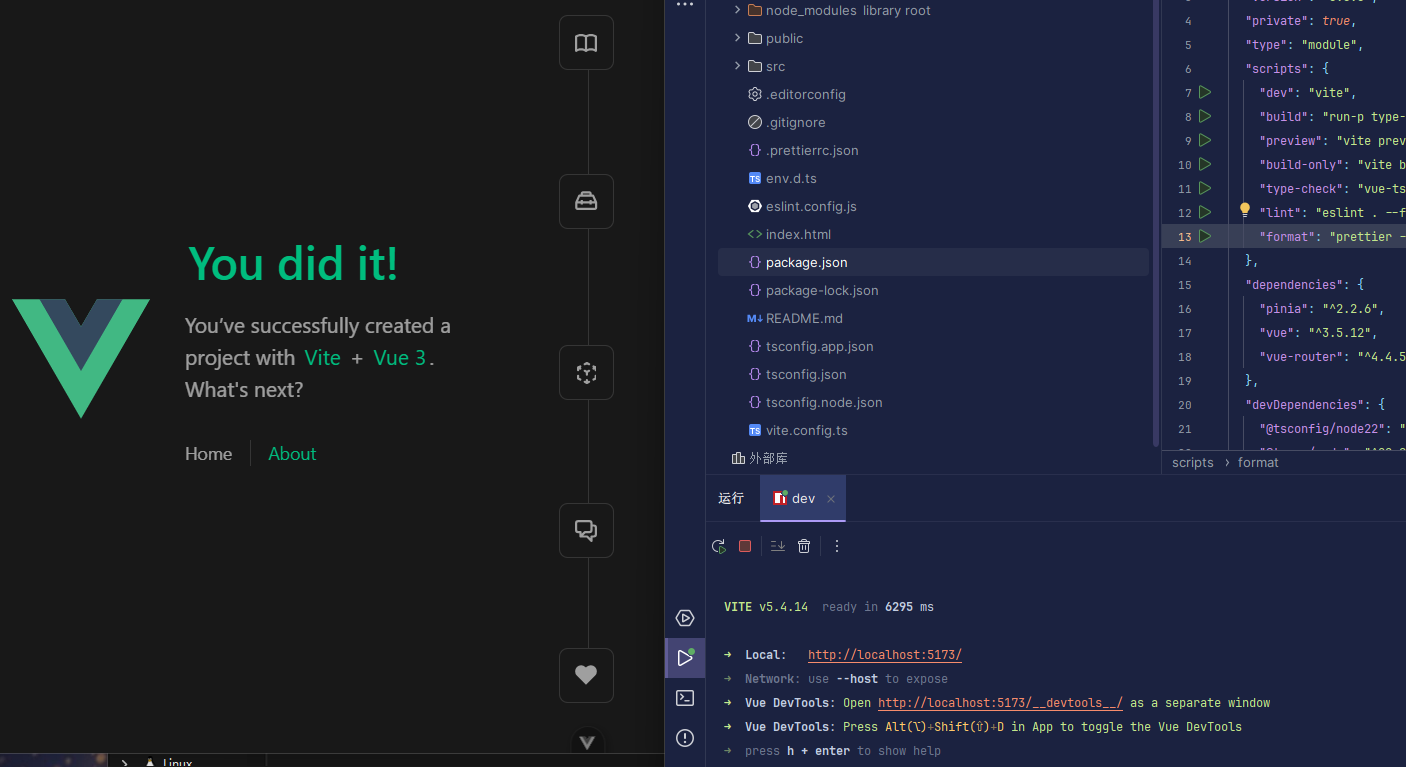 You did it!
You’ve successfully created a
project with Vite + Vue 3.
What's next?
Home
About
Linux
node_modules library root
public
src
.editorconfig
.gitignore
.prettierrc.json
env.d.ts
eslint.config.js
index.html
package.json
package-lock.json
README.md
tsconfig.app.json
tsconfig.json
tsconfig.node.json
vite.config.ts
外部库
4 "private": true,
5 "type": "module",
6 "scripts": {
7 "dev": "vite",
8 "build": "run-p type-
9 "preview": "vite prev
10 "build-only": "vite b
11 "type-check": "vue-ts
12 "lint": "eslint . --f
13 "format": "prettier -
14 },
15 "dependencies": {
16 "pinia": "^2.2.6",
17 "vue": "^3.5.12",
18 "vue-router": "^4.4.5
19 },
20 "devDependencies": {
21 "@tsconfig/node22": "
scripts › format
运行 dev ×
VITE v5.4.14 ready in 6295 ms
➜ Local: http://localhost:5173/
➜ Network: use --host to expose
➜ Vue DevTools: Open http://localhost:5173/__devtools__/ as a separate window
➜ Vue DevTools: Press Alt(⌥)+Shift(⇧)+D in App to toggle the Vue DevTools
➜ press h + enter to show help